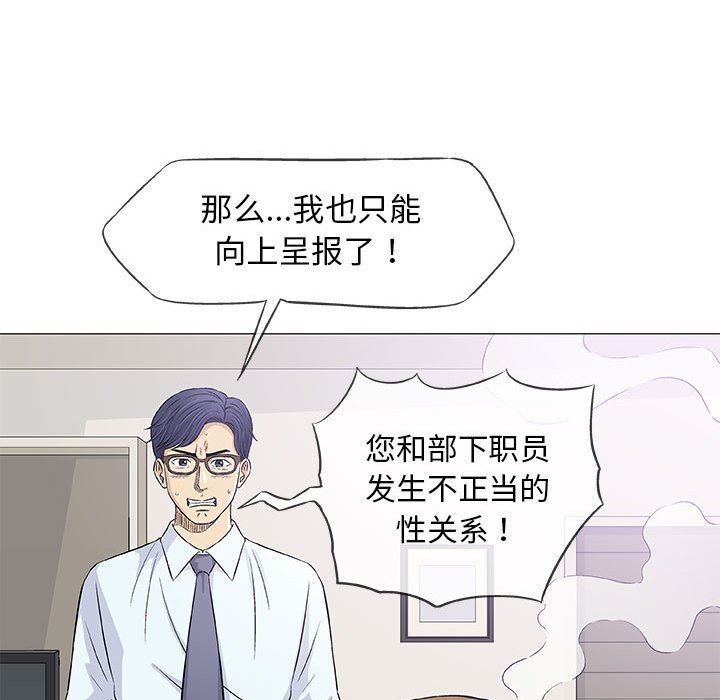 那么...我也只能
向上呈报了！
您和部下职员
发生不正当的
性关系！